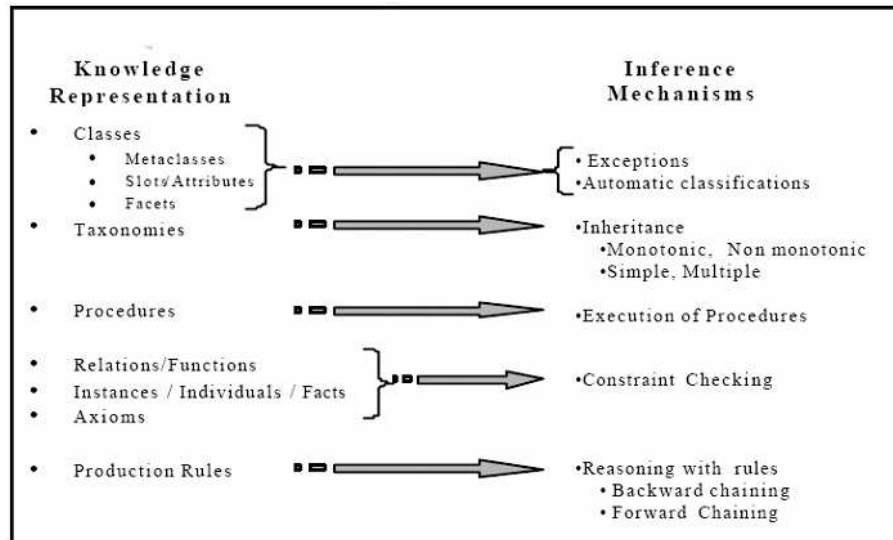 Knowledge
Representation
• Classes
• Metaclasses
• Slots/Attributes
• Facets
• Taxonomies
• Procedures
• Relations/Functions
• Instances / Individuals / Facts
• Axioms
• Production Rules
Inference
Mechanisms
• Exceptions
•Automatic classifications
•Inheritance
•Monotonic, Non monotonic
•Simple, Multiple
•Execution of Procedures
•Constraint Checking
•Reasoning with rules
• Backward chaining
• Forward Chaining